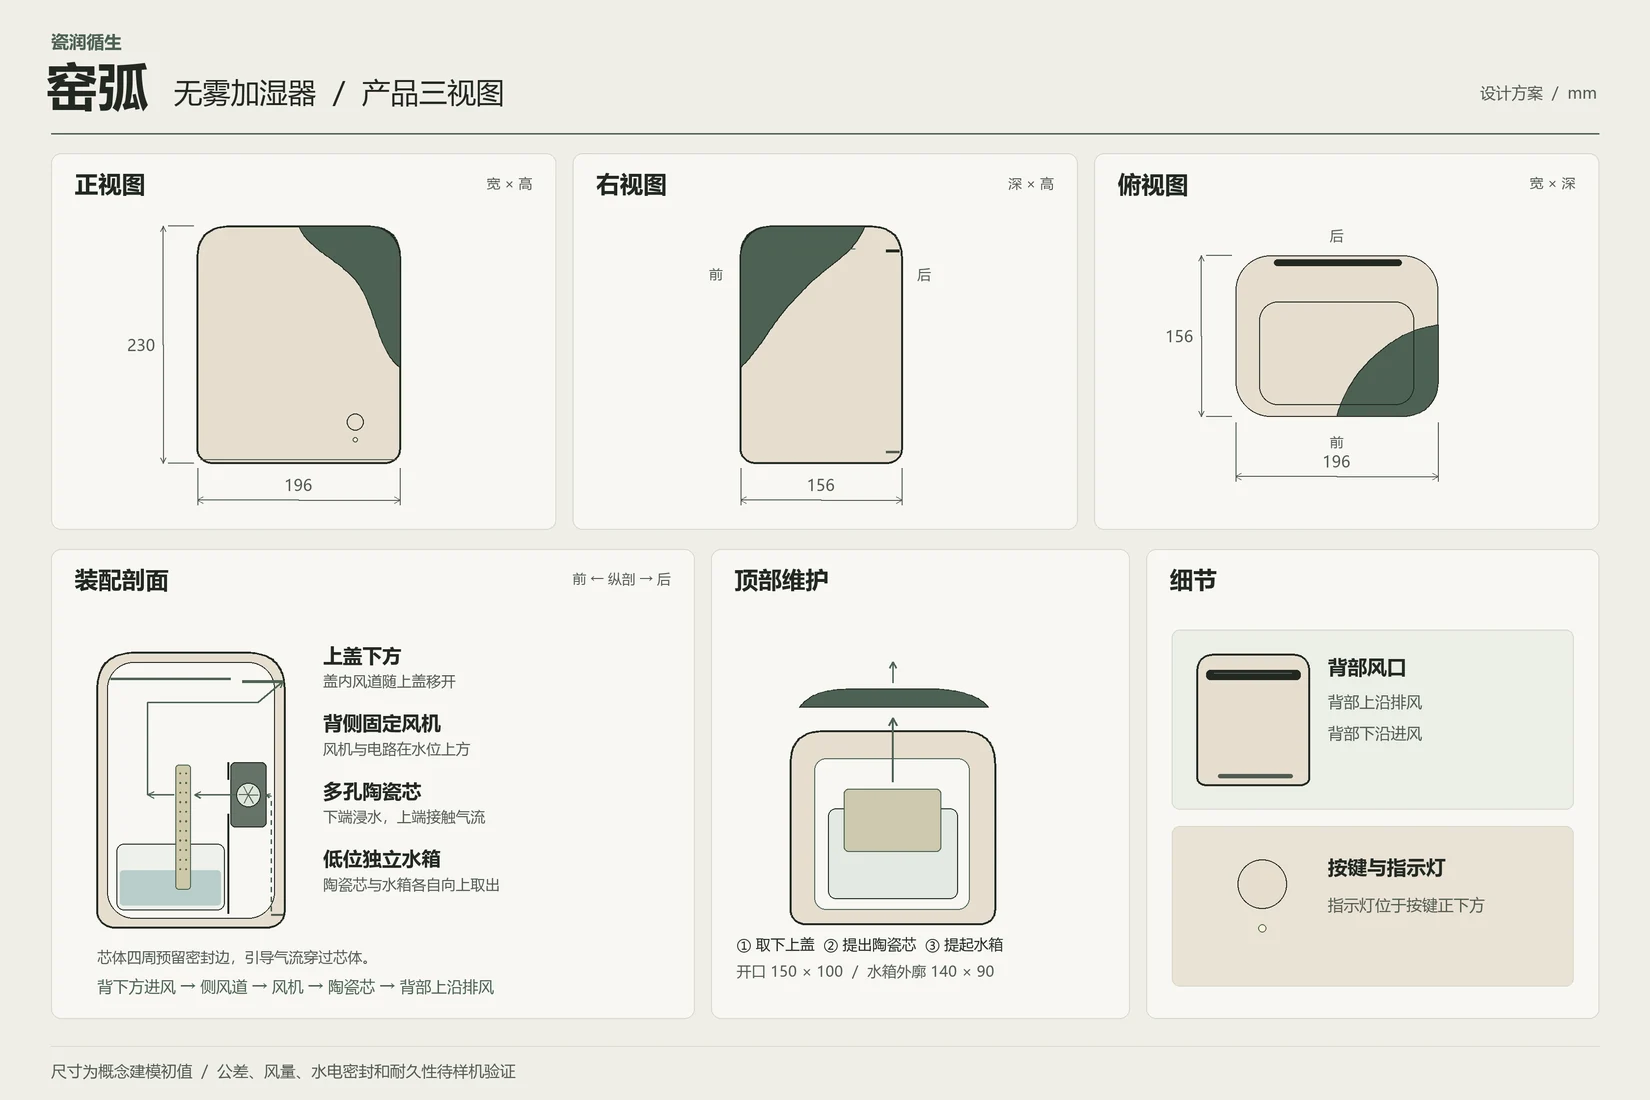 瓷润循生
窑弧 无雾加湿器 / 产品三视图
设计方案 / mm
正视图
宽 × 高
230
196
右视图
深 × 高
前
后
156
俯视图
宽 × 深
后
156
前
196
装配剖面
前 ← 纵剖 → 后
上盖下方
盖内风道随上盖移开
背侧固定风机
风机与电路在水位上方
多孔陶瓷芯
下端浸水，上端接触气流
低位独立水箱
陶瓷芯与水箱各自向上取出
芯体四周预留密封边，引导气流穿过芯体。
背下方进风 → 侧风道 → 风机 → 陶瓷芯 → 背部上沿排风
顶部维护
① 取下上盖 ② 提出陶瓷芯 ③ 提起水箱
开口 150 × 100 / 水箱外廓 140 × 90
细节
背部风口
背部上沿排风
背部下沿进风
按键与指示灯
指示灯位于按键正下方
尺寸为概念建模初值 / 公差、风量、水电密封和耐久性待样机验证